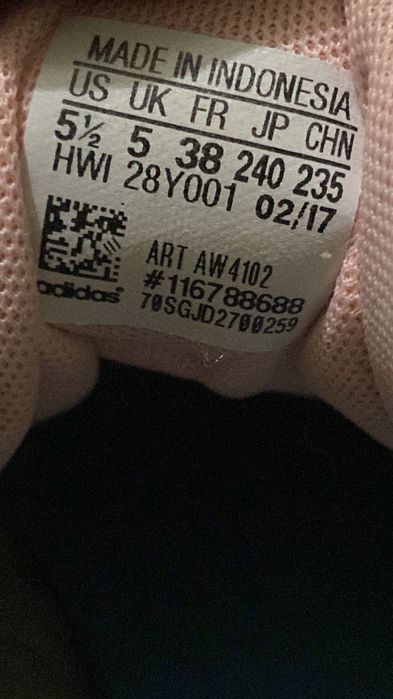 MADE IN INDONESIA
US UK FR JP CHN
5½ 5 38 240 235
HWI 28Y001 02/17
ART AW4102
#116788688
adidas® 70SGJD2700259